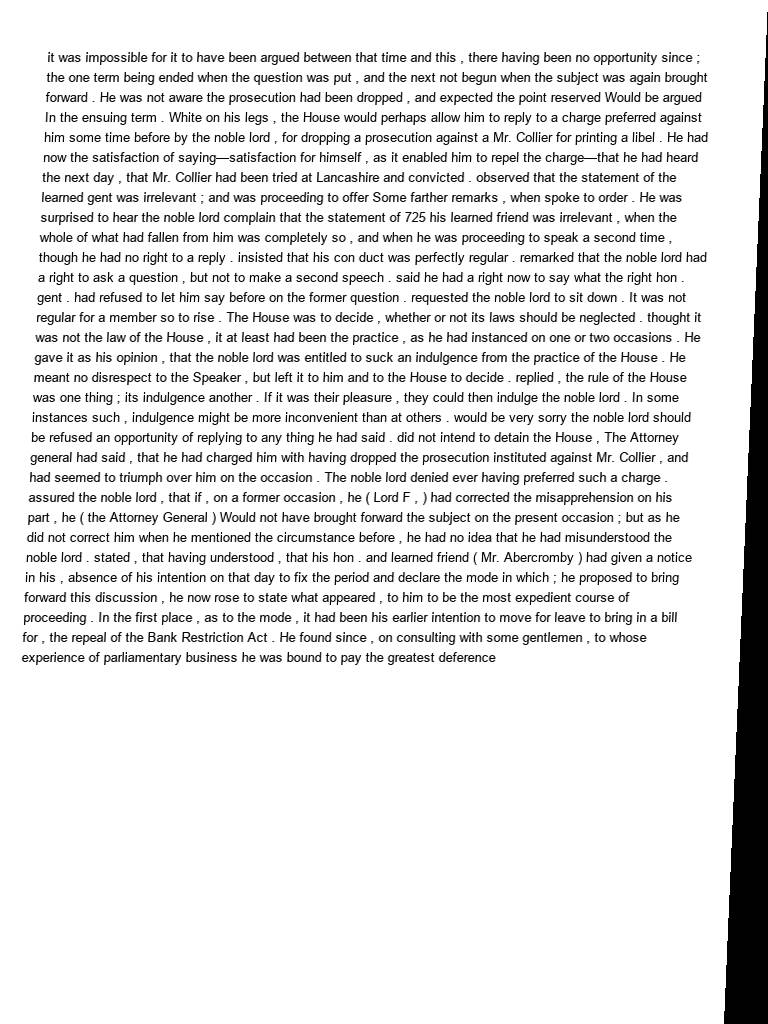 it was impossible for it to have been argued between that time and this , there having been no opportunity since ;
the one term being ended when the question was put , and the next not begun when the subject was again brought
forward . He was not aware the prosecution had been dropped , and expected the point reserved Would be argued
In the ensuing term . White on his legs , the House would perhaps allow him to reply to a charge preferred against
him some time before by the noble lord , for dropping a prosecution against a Mr. Collier for printing a libel . He had
now the satisfaction of saying—satisfaction for himself , as it enabled him to repel the charge—that he had heard
the next day , that Mr. Collier had been tried at Lancashire and convicted . observed that the statement of the
learned gent was irrelevant ; and was proceeding to offer Some farther remarks , when spoke to order . He was
surprised to hear the noble lord complain that the statement of 725 his learned friend was irrelevant , when the
whole of what had fallen from him was completely so , and when he was proceeding to speak a second time ,
though he had no right to a reply . insisted that his con duct was perfectly regular . remarked that the noble lord had
a right to ask a question , but not to make a second speech . said he had a right now to say what the right hon .
gent . had refused to let him say before on the former question . requested the noble lord to sit down . It was not
regular for a member so to rise . The House was to decide , whether or not its laws should be neglected . thought it
was not the law of the House , it at least had been the practice , as he had instanced on one or two occasions . He
gave it as his opinion , that the noble lord was entitled to suck an indulgence from the practice of the House . He
meant no disrespect to the Speaker , but left it to him and to the House to decide . replied , the rule of the House
was one thing ; its indulgence another . If it was their pleasure , they could then indulge the noble lord . In some
instances such , indulgence might be more inconvenient than at others . would be very sorry the noble lord should
be refused an opportunity of replying to any thing he had said . did not intend to detain the House , The Attorney
general had said , that he had charged him with having dropped the prosecution instituted against Mr. Collier , and
had seemed to triumph over him on the occasion . The noble lord denied ever having preferred such a charge .
assured the noble lord , that if , on a former occasion , he ( Lord F , ) had corrected the misapprehension on his
part , he ( the Attorney General ) Would not have brought forward the subject on the present occasion ; but as he
did not correct him when he mentioned the circumstance before , he had no idea that he had misunderstood the
noble lord . stated , that having understood , that his hon . and learned friend ( Mr. Abercromby ) had given a notice
in his , absence of his intention on that day to fix the period and declare the mode in which ; he proposed to bring
forward this discussion , he now rose to state what appeared , to him to be the most expedient course of
proceeding . In the first place , as to the mode , it had been his earlier intention to move for leave to bring in a bill
for , the repeal of the Bank Restriction Act . He found since , on consulting with some gentlemen , to whose
experience of parliamentary business he was bound to pay the greatest deference